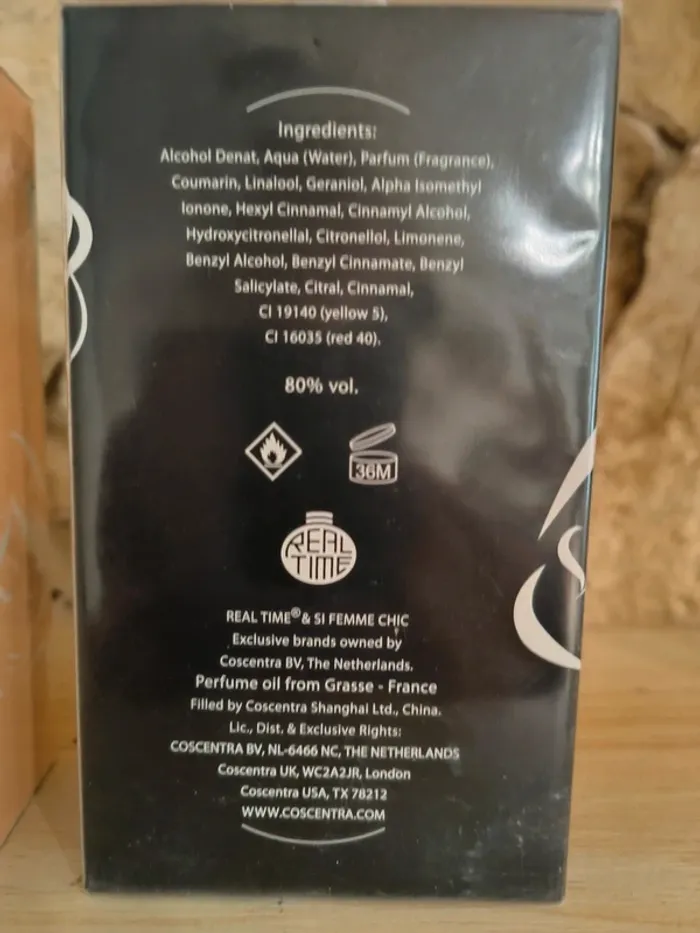 Ingredients:
Alcohol Denat, Aqua (Water), Parfum (Fragrance),
Coumarin, Linalool, Geraniol, Alpha Isomethyl
Ionone, Hexyl Cinnamal, Cinnamyl Alcohol,
Hydroxycitronellal, Citronellol, Limonene,
Benzyl Alcohol, Benzyl Cinnamate, Benzyl
Salicylate, Citral, Cinnamal,
CI 19140 (yellow 5),
CI 16035 (red 40).
80% vol.
36M
REAL
TIME
REAL TIME® & SI FEMME CHIC
Exclusive brands owned by
Coscentra BV, The Netherlands.
Perfume oil from Grasse - France
Filled by Coscentra Shanghai Ltd., China.
Lic., Dist. & Exclusive Rights:
COSCENTRA BV, NL-6466 NC, THE NETHERLANDS
Coscentra UK, WC2A2JR, London
Coscentra USA, TX 78212
WWW.COSCENTRA.COM